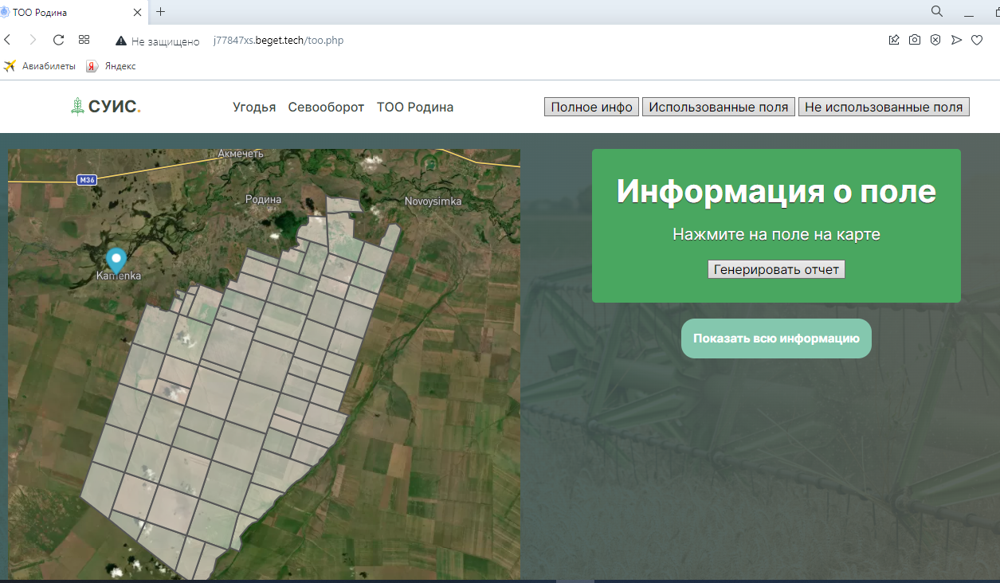 ТОО Родина
Не защищено j77847xs.beget.tech/too.php
Авиабилеты Я Яндекс
СУИС. Угодья Севооборот ТОО Родина Полное инфо Использованные поля Не использованные поля
Акмечеть
M36
Родина
Novoysimka
Kamenka
Информация о поле
Нажмите на поле на карте
Генерировать отчет
Показать всю информацию